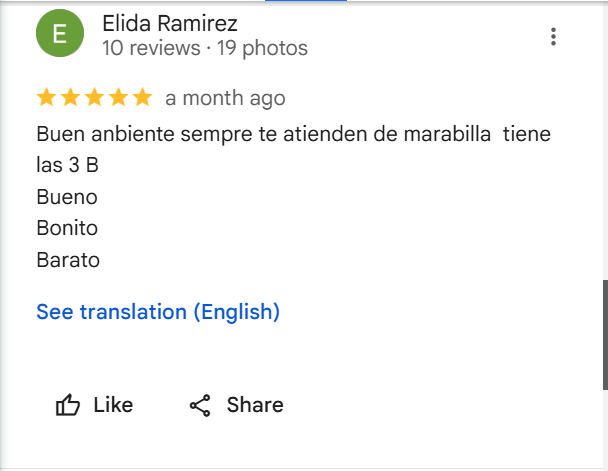 E
Elida Ramirez
10 reviews · 19 photos
a month ago
Buen anbiente sempre te atienden de marabilla  tiene
las 3 B
Bueno
Bonito
Barato
See translation (English)
Like
Share